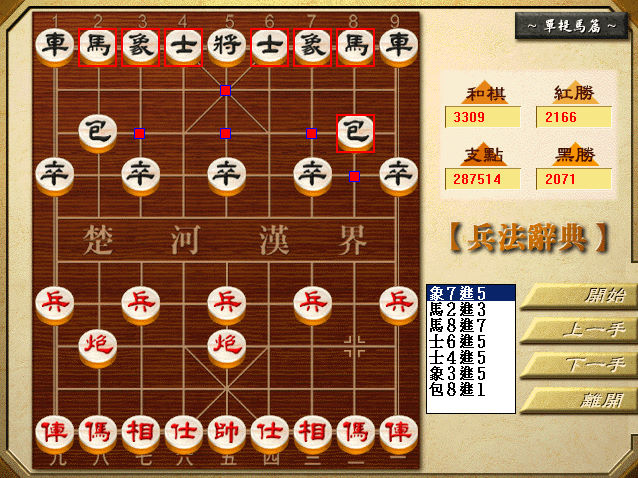 1 2 3 4 5 6 7 8 9
～單提馬篇～
車 馬 象 士 將 士 象 馬 車
和棋 紅勝
3309 2166
包 包
支點 黑勝
卒 卒 卒 卒 卒
287514 2071
楚 河 漢 界
【兵法辭典】
象7進5
開始
馬2進3
兵 兵 兵 兵 兵
馬8進7
上一手
士6進5
炮 炮
士4進5
下一手
象3進5
包8進1
離開
俥 傌 相 仕 帥 仕 相 傌 俥
九 八 七 六 五 四 三 二 一